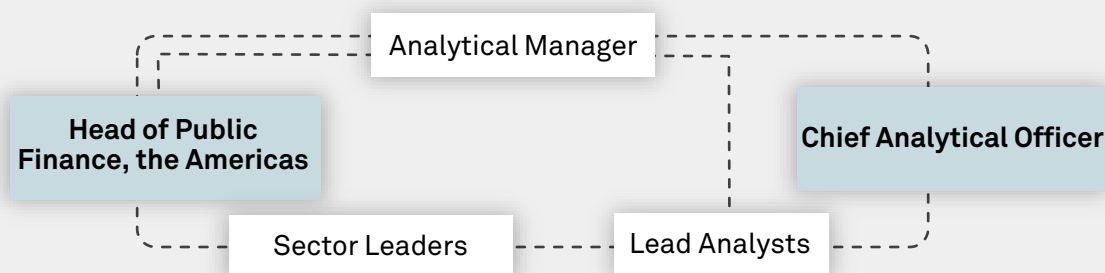 Analytical Manager
Head of Public
Finance, the Americas
Chief Analytical Officer
Sector Leaders
Lead Analysts